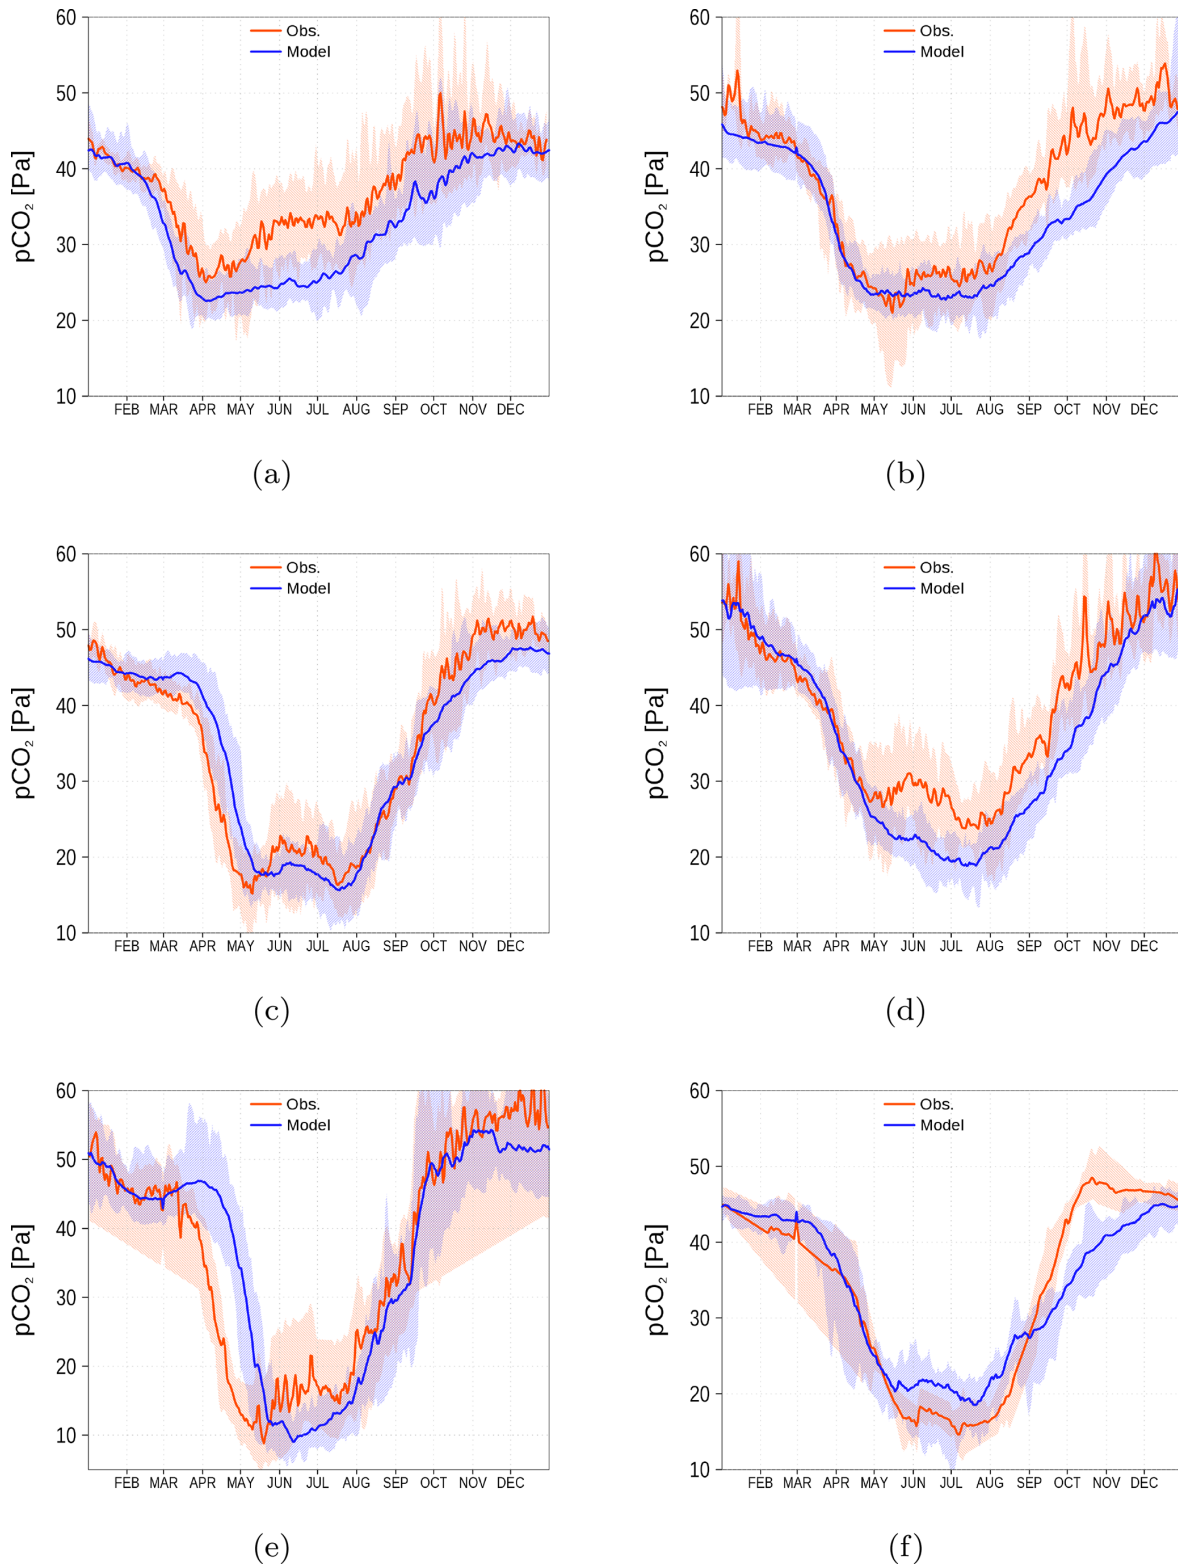 60
50
40
30
20
10
pCO₂ [Pa]
Obs.
Model
FEB MAR APR MAY JUN JUL AUG SEP OCT NOV DEC
(a)
60
50
40
30
20
10
pCO₂ [Pa]
Obs.
Model
FEB MAR APR MAY JUN JUL AUG SEP OCT NOV DEC
(b)
60
50
40
30
20
10
pCO₂ [Pa]
Obs.
Model
FEB MAR APR MAY JUN JUL AUG SEP OCT NOV DEC
(c)
60
50
40
30
20
10
pCO₂ [Pa]
Obs.
Model
FEB MAR APR MAY JUN JUL AUG SEP OCT NOV DEC
(d)
60
50
40
30
20
10
pCO₂ [Pa]
Obs.
Model
FEB MAR APR MAY JUN JUL AUG SEP OCT NOV DEC
(e)
60
50
40
30
20
10
pCO₂ [Pa]
Obs.
Model
FEB MAR APR MAY JUN JUL AUG SEP OCT NOV DEC
(f)